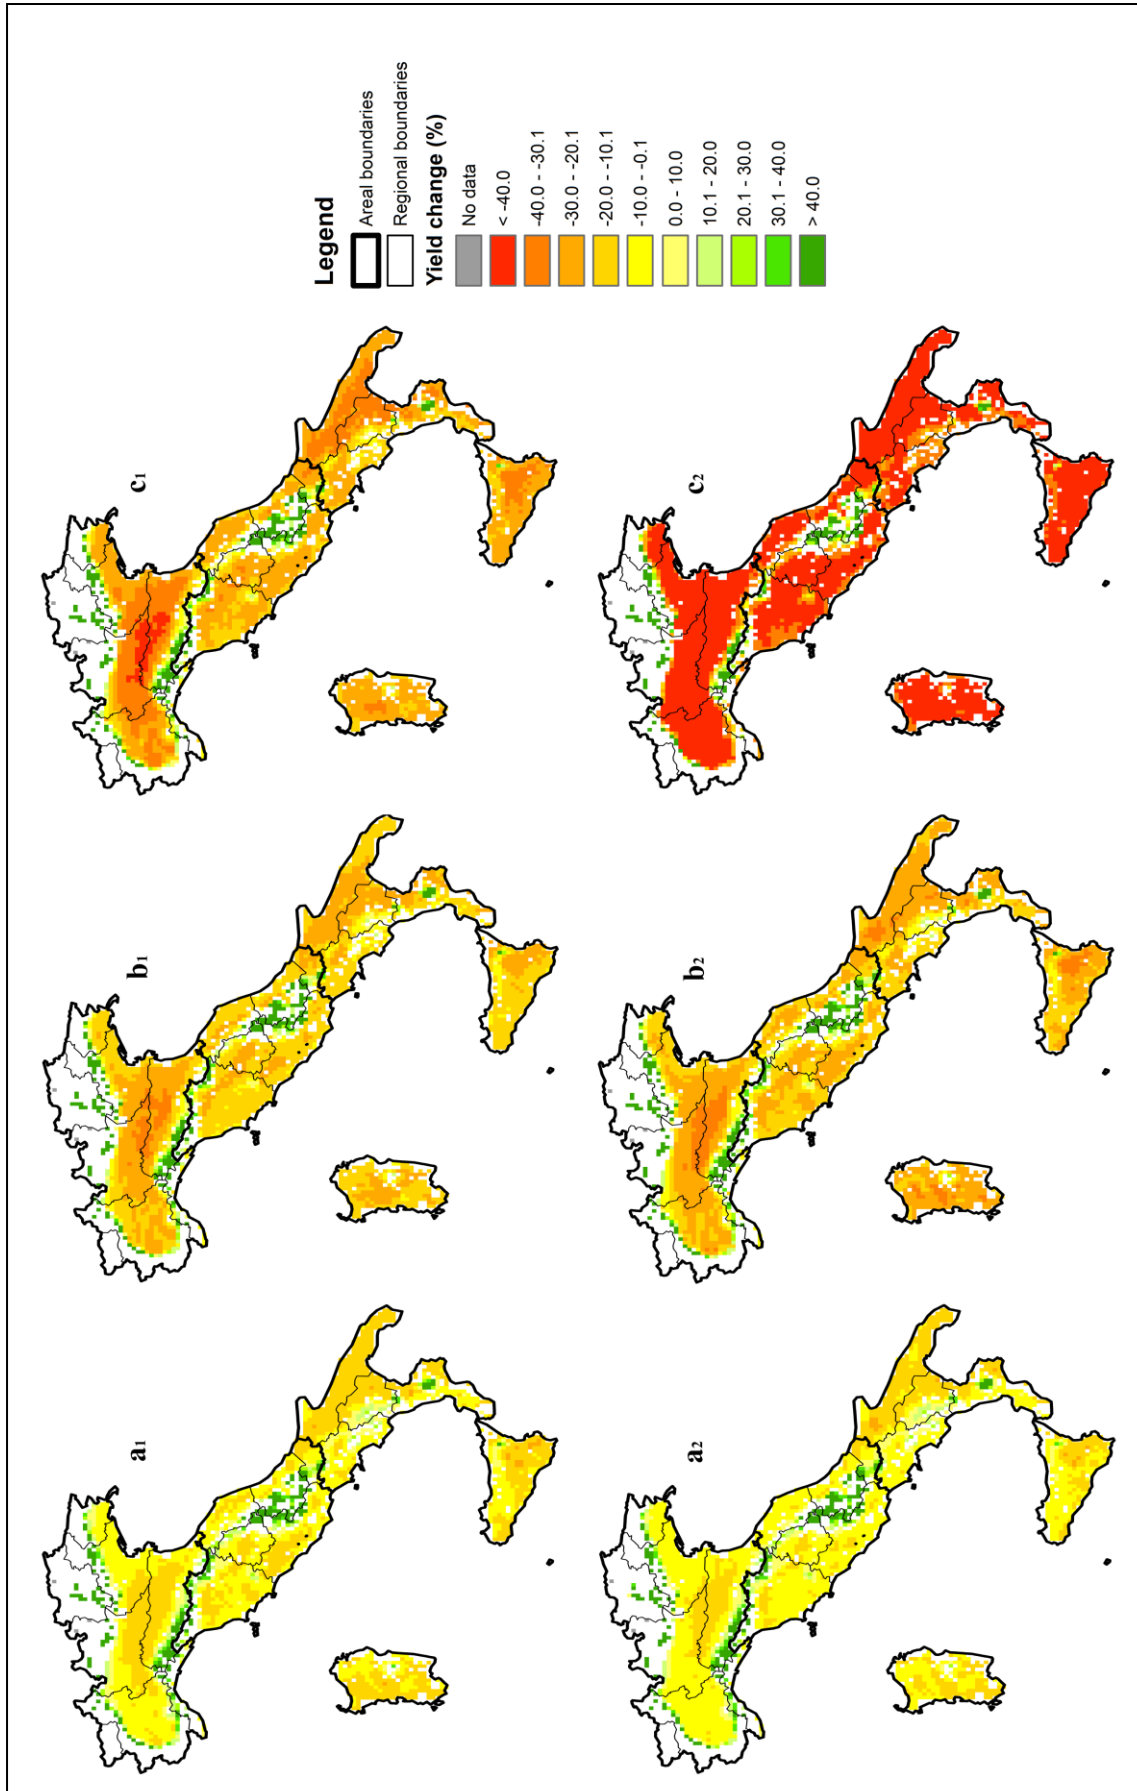 a1
b1
c1
a2
b2
c2
Legend
Areal boundaries
Regional boundaries
Yield change (%)
No data
< -40.0
-40.0 - -30.1
-30.0 - -20.1
-20.0 - -10.1
-10.0 - -0.1
0.0 - 10.0
10.1 - 20.0
20.1 - 30.0
30.1 - 40.0
> 40.0